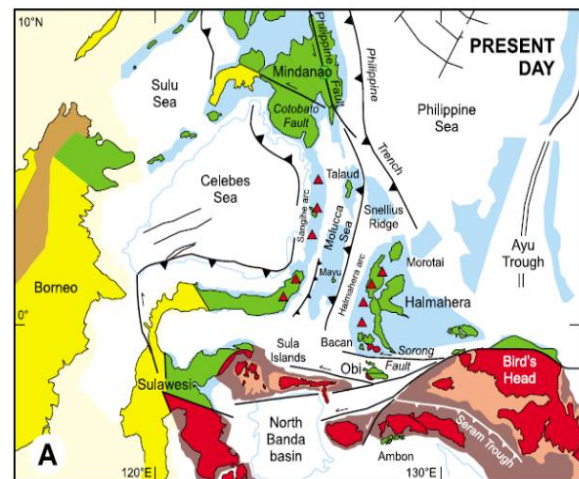 10°N
PRESENT
DAY
Philippine Fault
Philippine
Trench
Mindanao
Sulu
Sea
Cotobato
Fault
Philippine
Sea
Celebes
Sea
Sangihe arc
Talaud
Molucca
Sea
Snellius
Ridge
Ayu
Trough
Morotai
Mayu
Halmahera arc
Halmahera
Borneo
0°
Sula
Islands
Bacan
Sorong
Fault
Obi
Bird's
Head
Sulawesi
North
Banda
basin
Seram Trough
Ambon
A
120°E
130°E